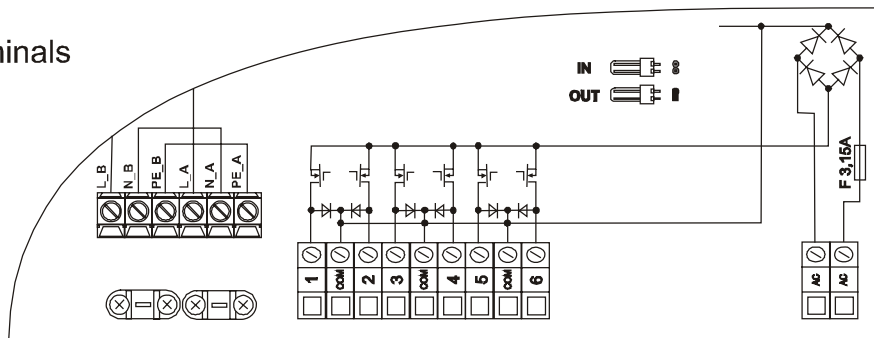 minals
IN
OUT
L_B
N_B
PE_B
L_A
N_A
PE_A
F 3,15A
1
COM
2
3
COM
4
5
COM
6
AC
AC